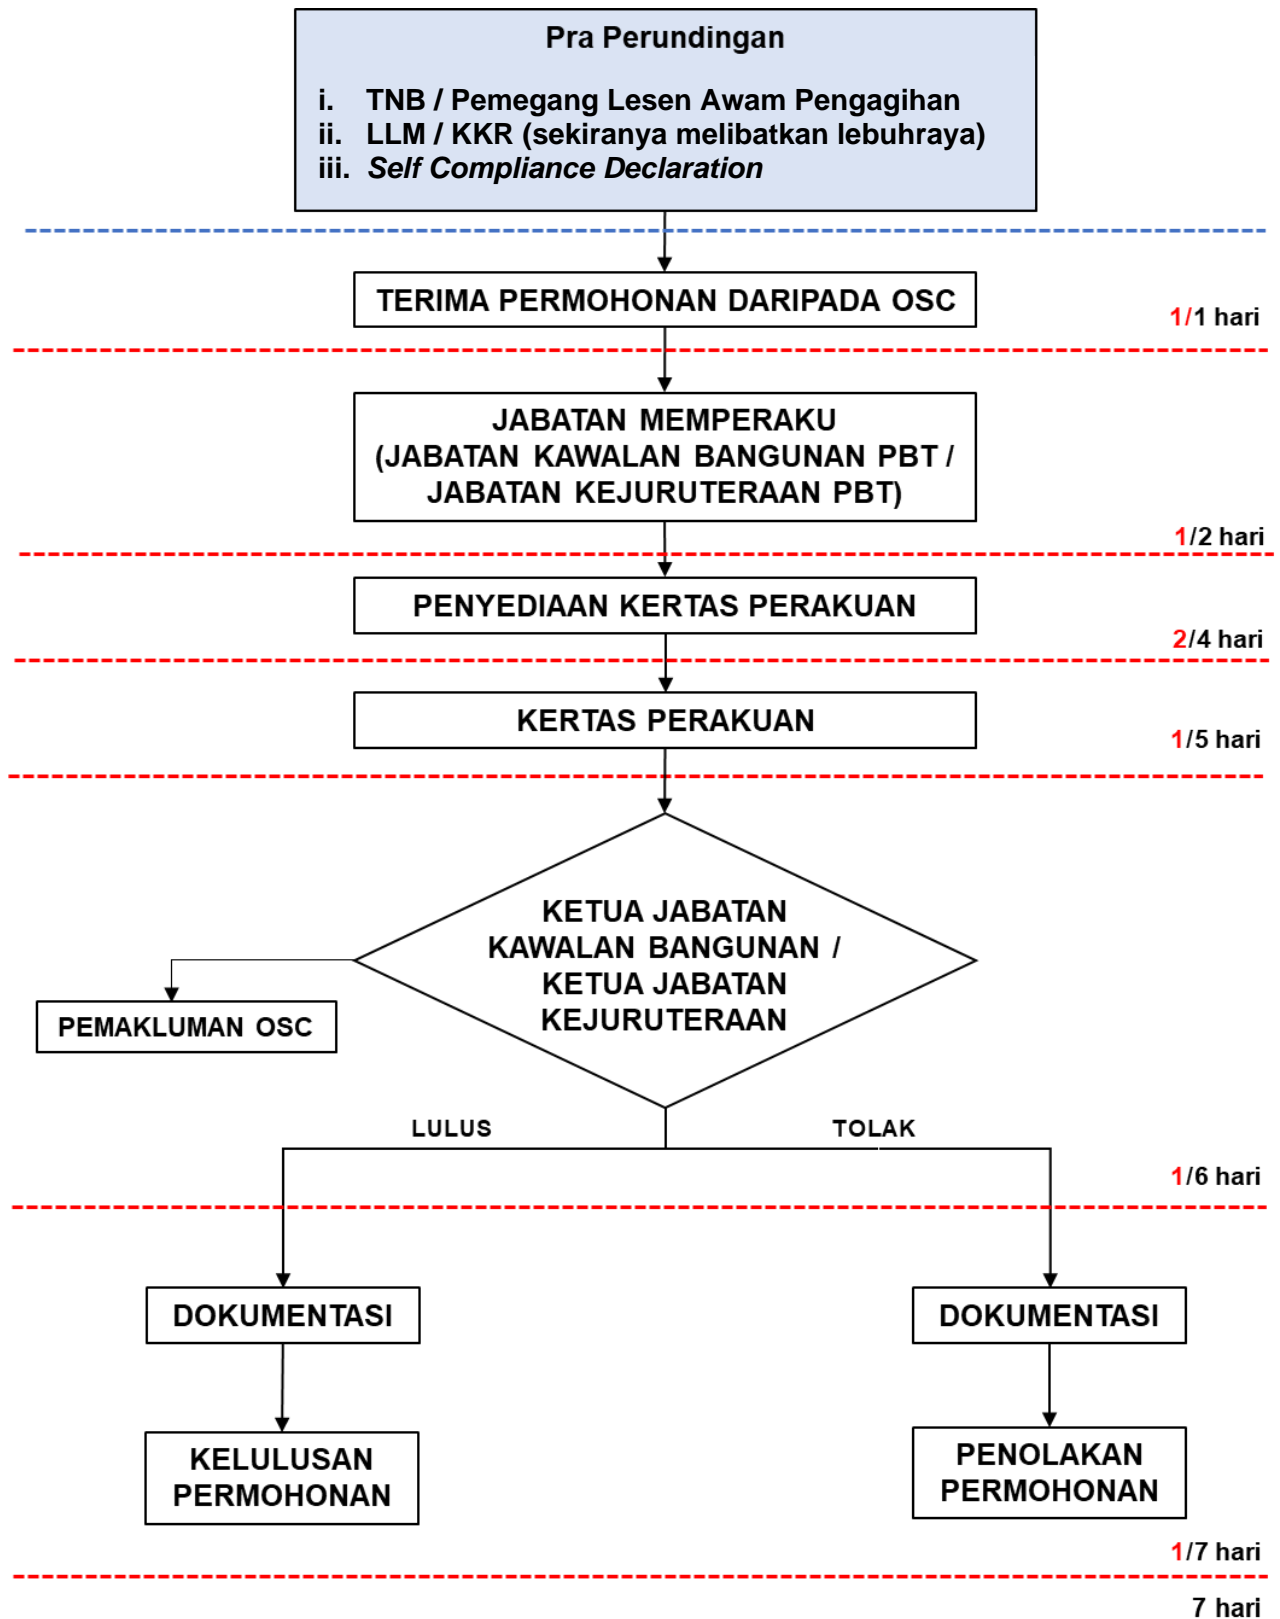 Pra Perundingan
i. TNB / Pemegang Lesen Awam Pengagihan
ii. LLM / KKR (sekiranya melibatkan lebuhraya)
iii. Self Compliance Declaration
TERIMA PERMOHONAN DARIPADA OSC
1/1 hari
JABATAN MEMPERAKU
(JABATAN KAWALAN BANGUNAN PBT /
JABATAN KEJURUTERAAN PBT)
1/2 hari
PENYEDIAAN KERTAS PERAKUAN
2/4 hari
KERTAS PERAKUAN
1/5 hari
KETUA JABATAN
KAWALAN BANGUNAN /
KETUA JABATAN
KEJURUTERAAN
PEMAKLUMAN OSC
LULUS
TOLAK
1/6 hari
DOKUMENTASI
DOKUMENTASI
KELULUSAN
PERMOHONAN
PENOLAKAN
PERMOHONAN
1/7 hari
7 hari